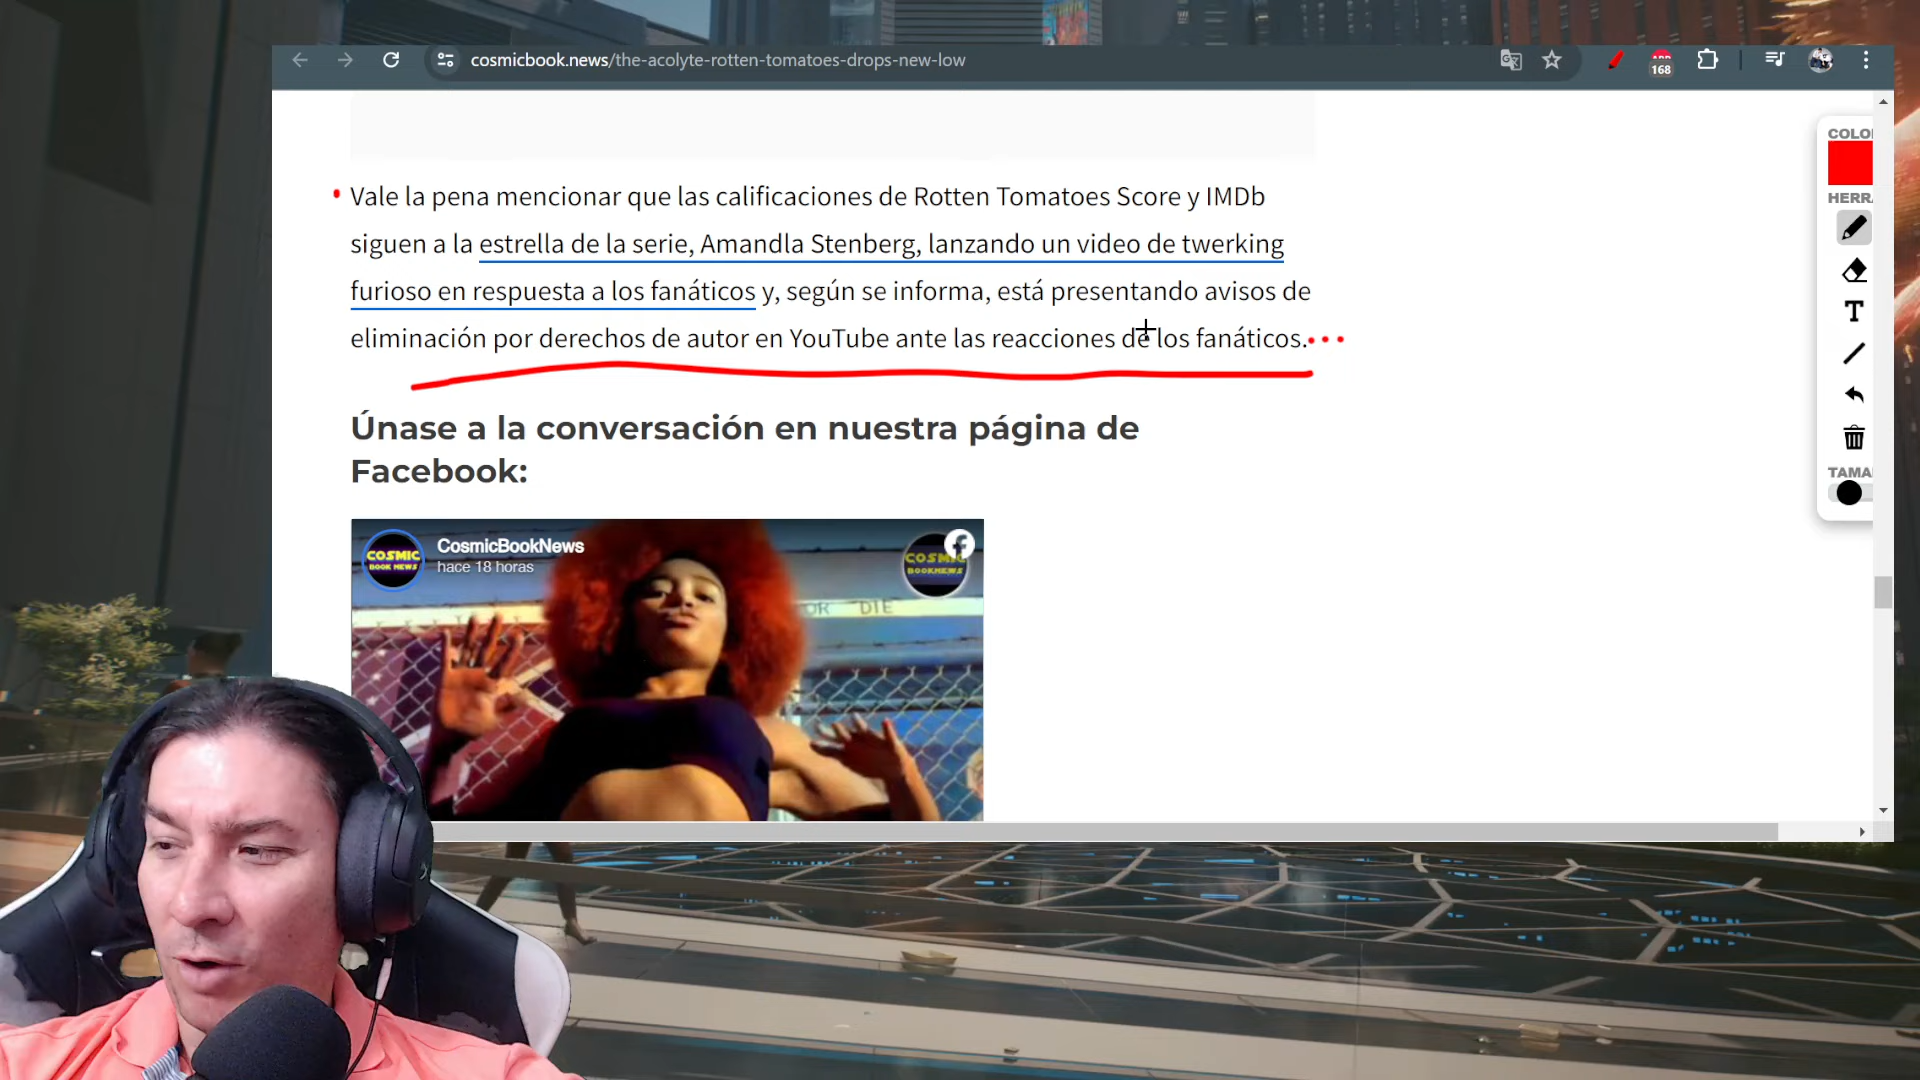 cosmicbook.news/the-acolyte-rotten-tomatoes-drops-new-low
168
Vale la pena mencionar que las calificaciones de Rotten Tomatoes Score y IMDb
siguen a la estrella de la serie, Amandla Stenberg, lanzando un video de twerking
furioso en respuesta a los fanáticos y, según se informa, está presentando avisos de
eliminación por derechos de autor en YouTube ante las reacciones de los fanáticos.
COLO
HERRA
T
TAMA
Únase a la conversación en nuestra página de
Facebook:
COSMIC
BOOK NEWS
CosmicBookNews
hace 18 horas
COSMIC
BOOKNEWS
OR DIE